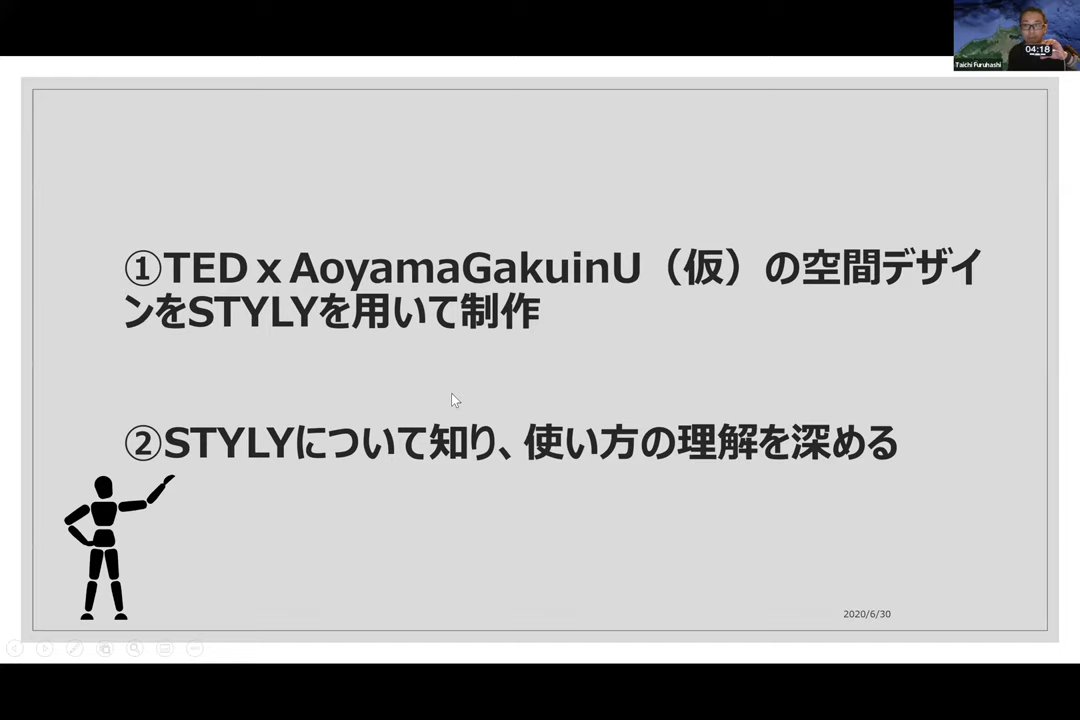 04:18
Taichi Furuhashi
①TED x AoyamaGakuinU（仮）の空間デザイ
ンをSTYLYを用いて制作
②STYLYについて知り、使い方の理解を深める
2020/6/30